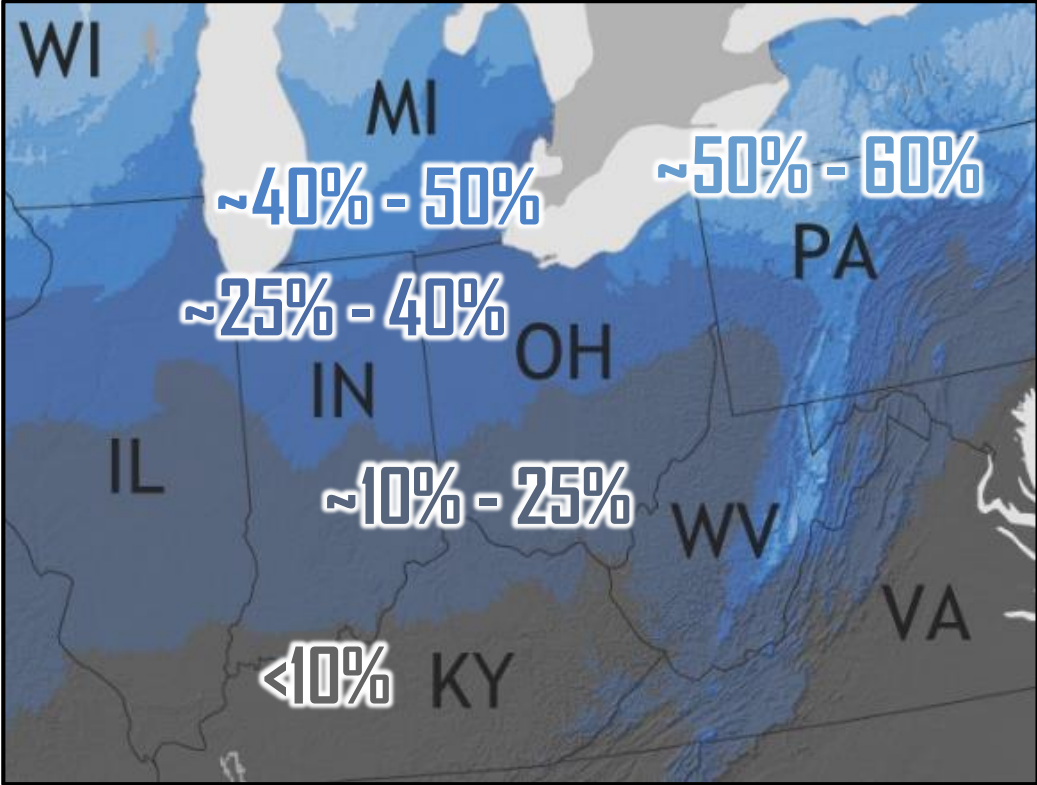 WI
MI
~50% - 60%
~40% - 50%
PA
~25% - 40%
OH
IN
IL
~10% - 25%
WV
VA
<10%
KY